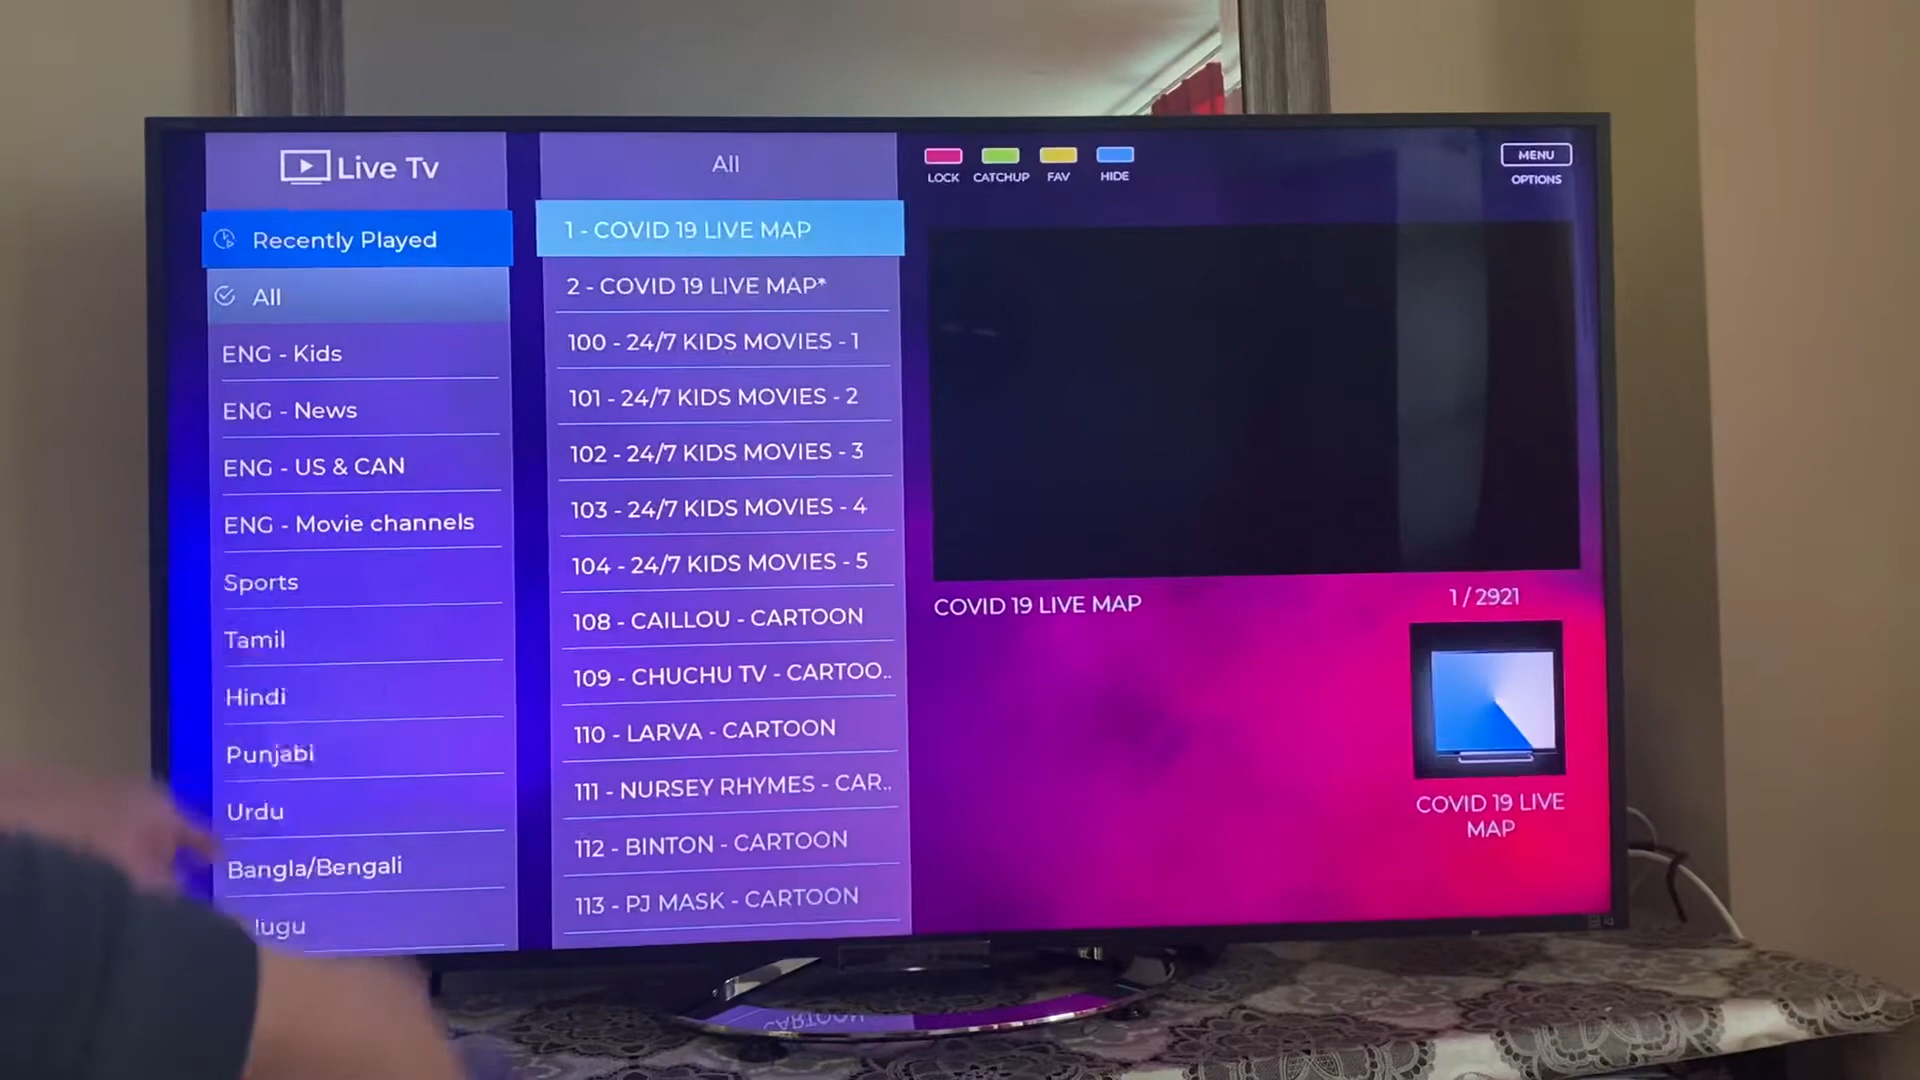 Live Tv
Recently Played
All
ENG - Kids
ENG - News
ENG - US & CAN
ENG - Movie channels
Sports
Tamil
Hindi
Punjabi
Urdu
Bangla/Bengali
lugu
All
1 - COVID 19 LIVE MAP
2 - COVID 19 LIVE MAP*
100 - 24/7 KIDS MOVIES - 1
101 - 24/7 KIDS MOVIES - 2
102 - 24/7 KIDS MOVIES - 3
103 - 24/7 KIDS MOVIES - 4
104 - 24/7 KIDS MOVIES - 5
108 - CAILLOU - CARTOON
109 - CHUCHU TV - CARTOO..
110 - LARVA - CARTOON
111 - NURSEY RHYMES - CAR..
112 - BINTON - CARTOON
113 - PJ MASK - CARTOON
LOCK CATCHUP FAV HIDE
MENU
OPTIONS
COVID 19 LIVE MAP
1 / 2921
COVID 19 LIVE
MAP
CARTOON